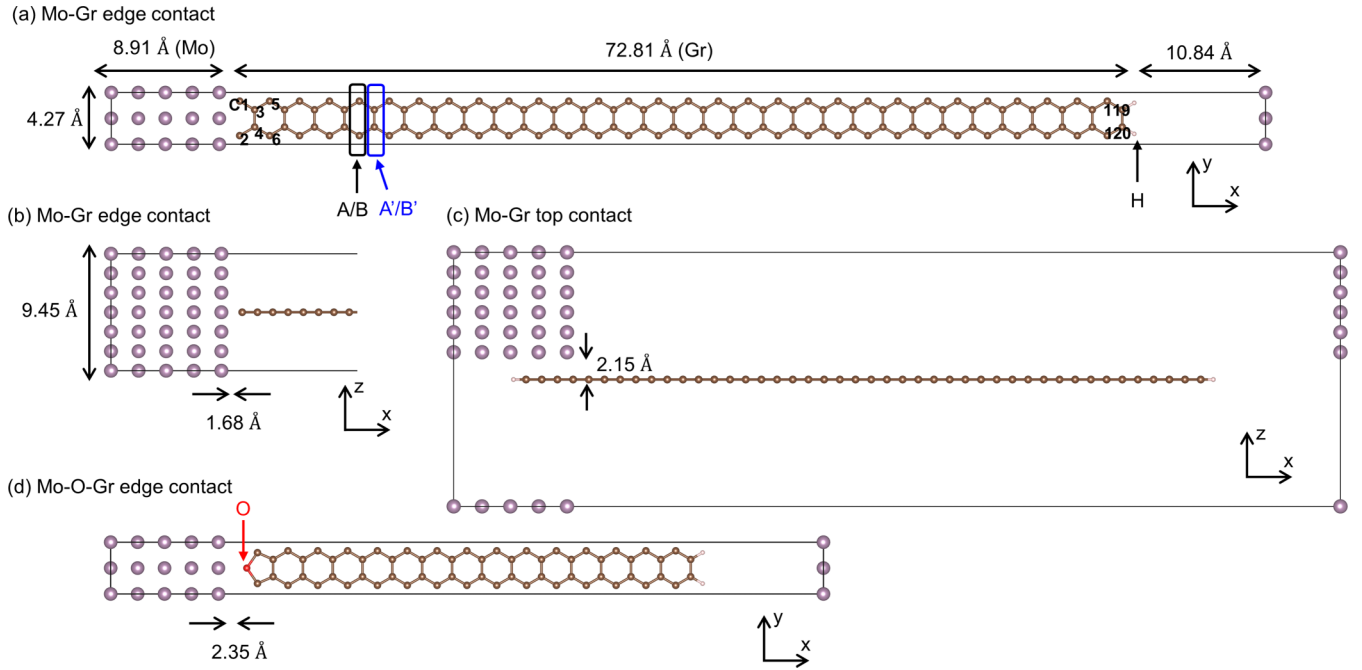 (a) Mo-Gr edge contact
8.91 Å (Mo)
72.81 Å (Gr)
10.84 Å
4.27 Å
C1 3 5
2 4 6
119
120
A/B
A'/B'
H
y
x
(b) Mo-Gr edge contact
9.45 Å
1.68 Å
z
x
(c) Mo-Gr top contact
2.15 Å
z
x
(d) Mo-O-Gr edge contact
O
2.35 Å
y
x